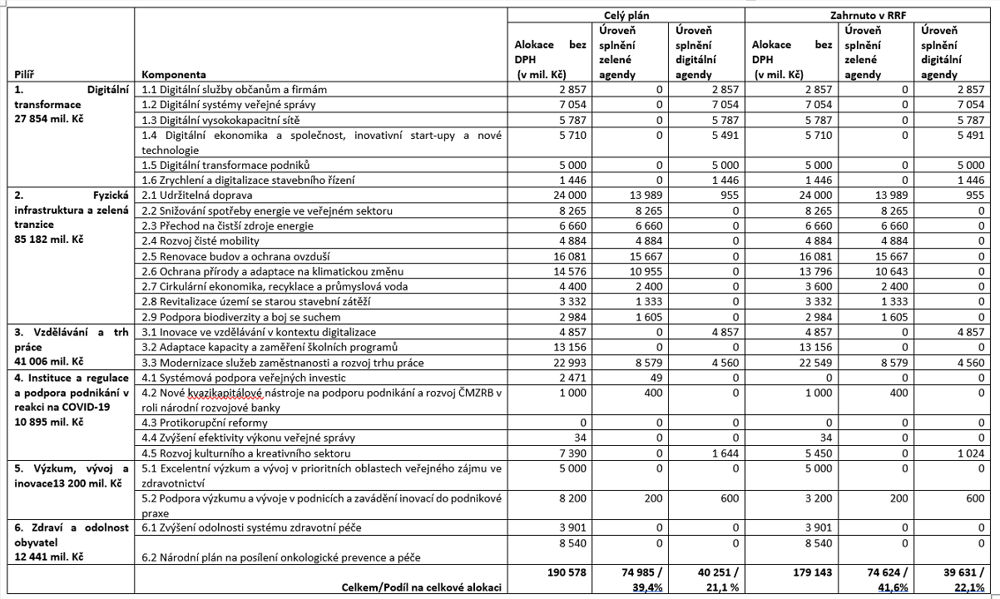 Celý plán Zahrnuto v RRF
Pilíř Komponenta Alokace bez DPH (v mil. Kč) Úroveň splnění zelené agendy Úroveň splnění digitální agendy Alokace bez DPH (v mil. Kč) Úroveň splnění zelené agendy Úroveň splnění digitální agendy
1. Digitální transformace 27 854 mil. Kč
1.1 Digitální služby občanům a firmám 2 857 0 2 857 2 857 0 2 857
1.2 Digitální systémy veřejné správy 7 054 0 7 054 7 054 0 7 054
1.3 Digitální vysokokapacitní sítě 5 787 0 5 787 5 787 0 5 787
1.4 Digitální ekonomika a společnost, inovativní start-upy a nové technologie 5 710 0 5 491 5 710 0 5 491
1.5 Digitální transformace podniků 5 000 0 5 000 5 000 0 5 000
1.6 Zrychlení a digitalizace stavebního řízení 1 446 0 1 446 1 446 0 1 446
2. Fyzická infrastruktura a zelená tranzice 85 182 mil. Kč
2.1 Udržitelná doprava 24 000 13 989 955 24 000 13 989 955
2.2 Snižování spotřeby energie ve veřejném sektoru 8 265 8 265 0 8 265 8 265 0
2.3 Přechod na čistší zdroje energie 6 660 6 660 0 6 660 6 660 0
2.4 Rozvoj čisté mobility 4 884 4 884 0 4 884 4 884 0
2.5 Renovace budov a ochrana ovzduší 16 081 15 667 0 16 081 15 667 0
2.6 Ochrana přírody a adaptace na klimatickou změnu 14 576 10 955 0 13 796 10 643 0
2.7 Cirkulární ekonomika, recyklace a průmyslová voda 4 400 2 400 0 3 600 2 400 0
2.8 Revitalizace území se starou stavební zátěží 3 332 1 333 0 3 332 1 333 0
2.9 Podpora biodiverzity a boj se suchem 2 984 1 605 0 2 984 1 605 0
3. Vzdělávání a trh práce 41 006 mil. Kč
3.1 Inovace ve vzdělávání v kontextu digitalizace 4 857 0 4 857 4 857 0 4 857
3.2 Adaptace kapacity a zaměření školních programů 13 156 0 0 13 156 0 0
3.3 Modernizace služeb zaměstnanosti a rozvoj trhu práce 22 993 8 579 4 560 22 549 8 579 4 560
4. Instituce a regulace a podpora podnikání v reakci na COVID-19 10 895 mil. Kč
4.1 Systémová podpora veřejných investic 2 471 49 0 0 0 0
4.2 Nové kvazikapitálové nástroje na podporu podnikání a rozvoj ČMZRB v roli národní rozvojové banky 1 000 400 0 1 000 400 0
4.3 Protikorupční reformy 0 0 0 0 0 0
4.4 Zvýšení efektivity výkonu veřejné správy 34 0 0 34 0 0
4.5 Rozvoj kulturního a kreativního sektoru 7 390 0 1 644 5 450 0 1 024
5. Výzkum, vývoj a inovace13 200 mil. Kč
5.1 Excelentní výzkum a vývoj v prioritních oblastech veřejného zájmu ve zdravotnictví 5 000 0 0 5 000 0 0
5.2 Podpora výzkumu a vývoje v podnicích a zavádění inovací do podnikové praxe 8 200 200 600 3 200 200 600
6. Zdraví a odolnost obyvatel 12 441 mil. Kč
6.1 Zvýšení odolnosti systému zdravotní péče 3 901 0 0 3 901 0 0
6.2 Národní plán na posílení onkologické prevence a péče 8 540 0 0 8 540 0 0
Celkem/Podíl na celkové alokaci 190 578 74 985 / 39,4% 40 251 / 21,1 % 179 143 74 624 / 41,6% 39 631 / 22,1%